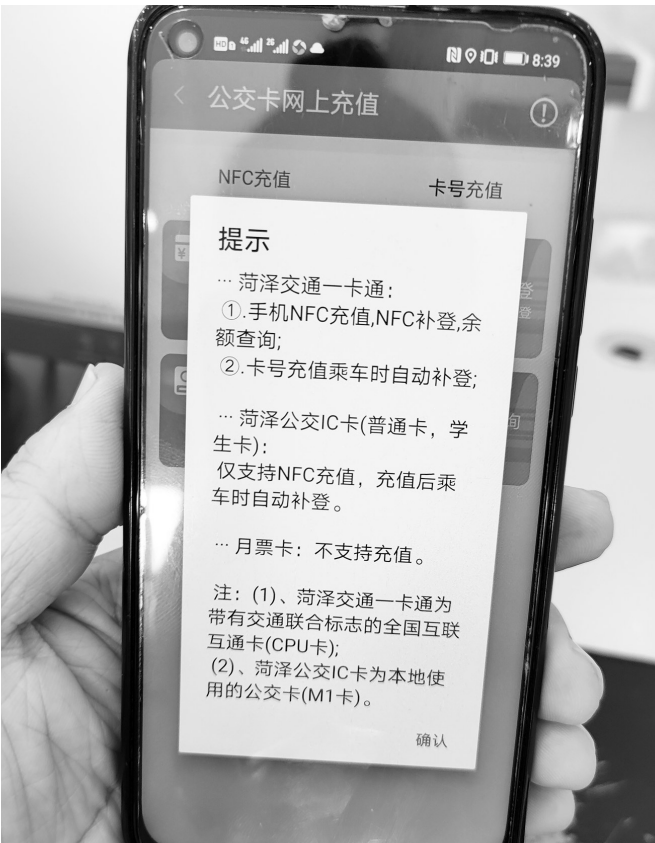 HD 4G 2G 8:39
公交卡网上充值
NFC充值 卡号充值
提示
··· 菏泽交通一卡通：
①.手机NFC充值,NFC补登,余
额查询;
②.卡号充值乘车时自动补登;
··· 菏泽公交IC卡(普通卡，学
生卡)：
仅支持NFC充值，充值后乘
车时自动补登。
··· 月票卡：不支持充值。
注：(1)、菏泽交通一卡通为
带有交通联合标志的全国互联
互通卡(CPU卡);
(2)、菏泽公交IC卡为本地使
用的公交卡(M1卡)。
确认
登
登
询